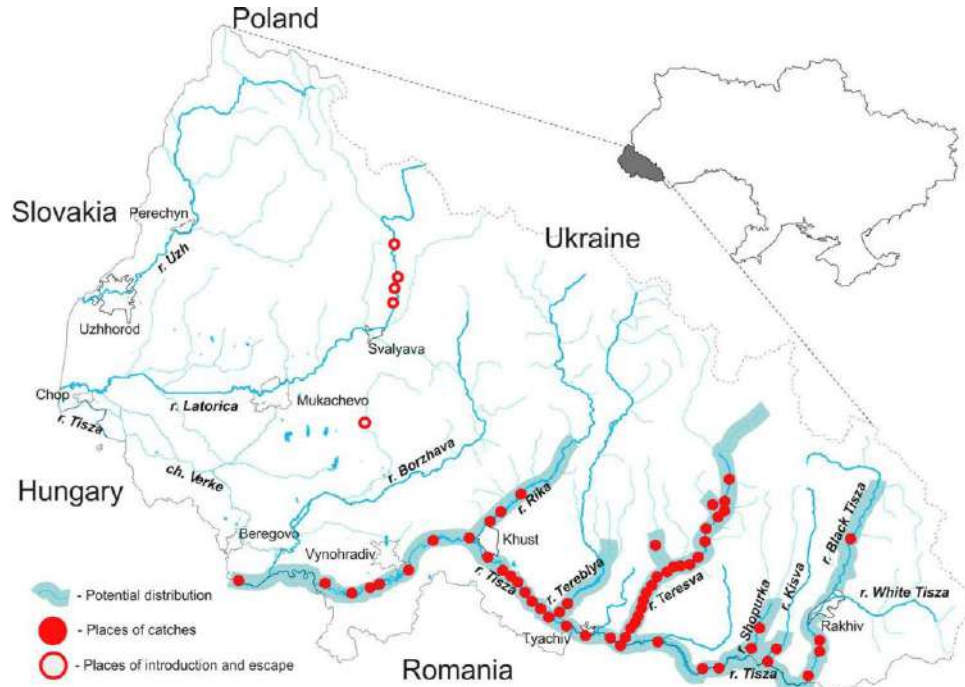 Poland
Slovakia
Perechyn
r. Uzh
Uzhhorod
Ukraine
Svalyava
Chop
r. Latorica
Mukachevo
r. Tisza
ch. Verke
r. Borzhava
Hungary
r. Rika
r. Black Tisza
Beregovo
Vynohradiv
Khust
r. Tisza
r. Tereblya
r. Teresva
r. Shopurka
r. Kisva
r. White Tisza
- Potential distribution
- Places of catches
Tyachiv
Rakhiv
- Places of introduction and escape
Romania
r. Tisza